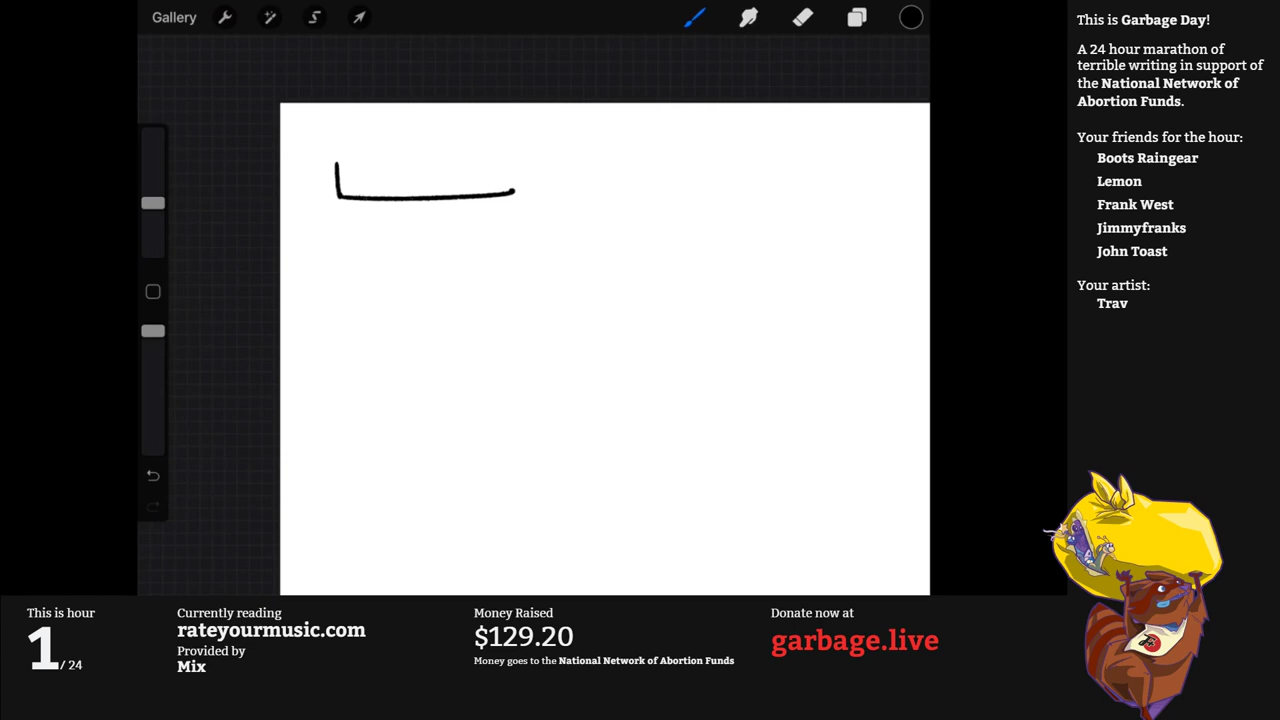 Gallery
This is Garbage Day!
A 24 hour marathon of
terrible writing in support of
the National Network of
Abortion Funds.
Your friends for the hour:
Boots Raingear
Lemon
Frank West
Jimmyfranks
John Toast
Your artist:
Trav
This is hour
1 / 24
Currently reading
rateyourmusic.com
Provided by
Mix
Money Raised
$129.20
Money goes to the National Network of Abortion Funds
Donate now at
garbage.live